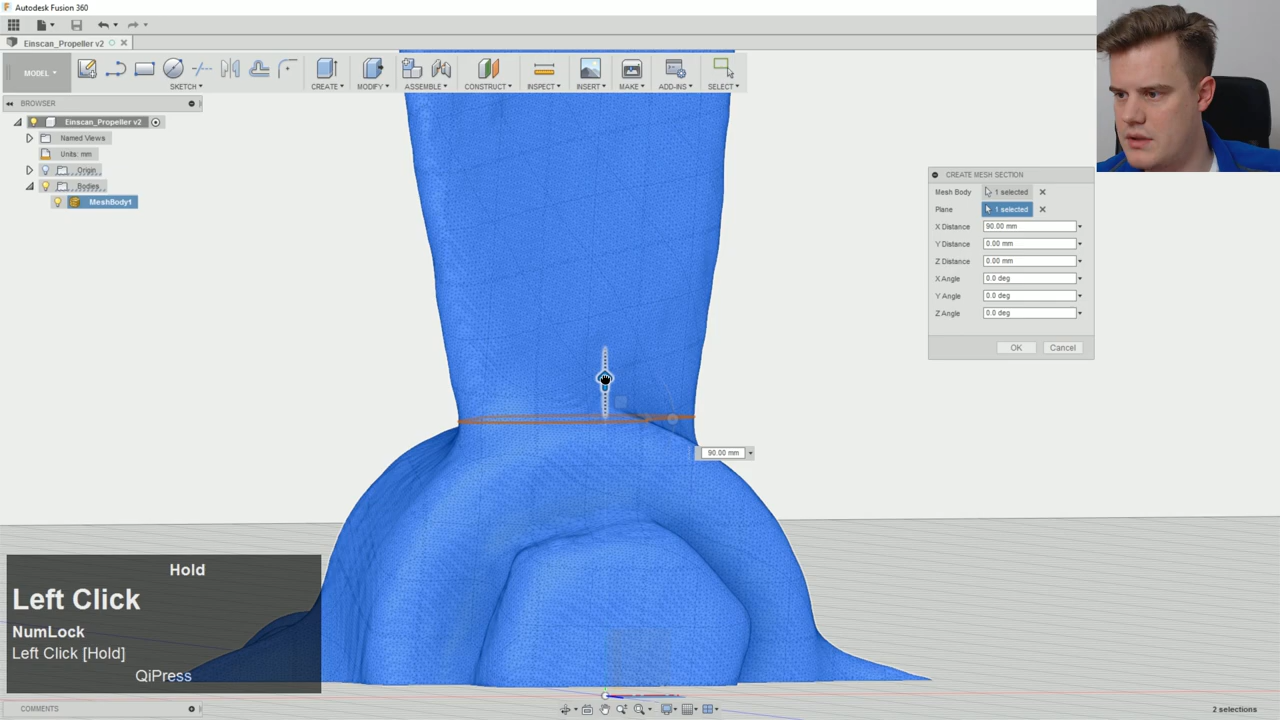 Autodesk Fusion 360
Einscan_Propeller v2
MODEL
SKETCH
CREATE
MODIFY
ASSEMBLE
CONSTRUCT
INSPECT
INSERT
MAKE
ADD-INS
SELECT
BROWSER
Einscan_Propeller v2
Named Views
Units: mm
Origin
Bodies
MeshBody1
CREATE MESH SECTION
Mesh Body 1 selected
Plane 1 selected
X Distance 90.00 mm
Y Distance 0.00 mm
Z Distance 0.00 mm
X Angle 0.0 deg
Y Angle 0.0 deg
Z Angle 0.0 deg
OK Cancel
90.00 mm
Hold
Left Click
NumLock
Left Click [Hold]
QiPress
COMMENTS
2 selections